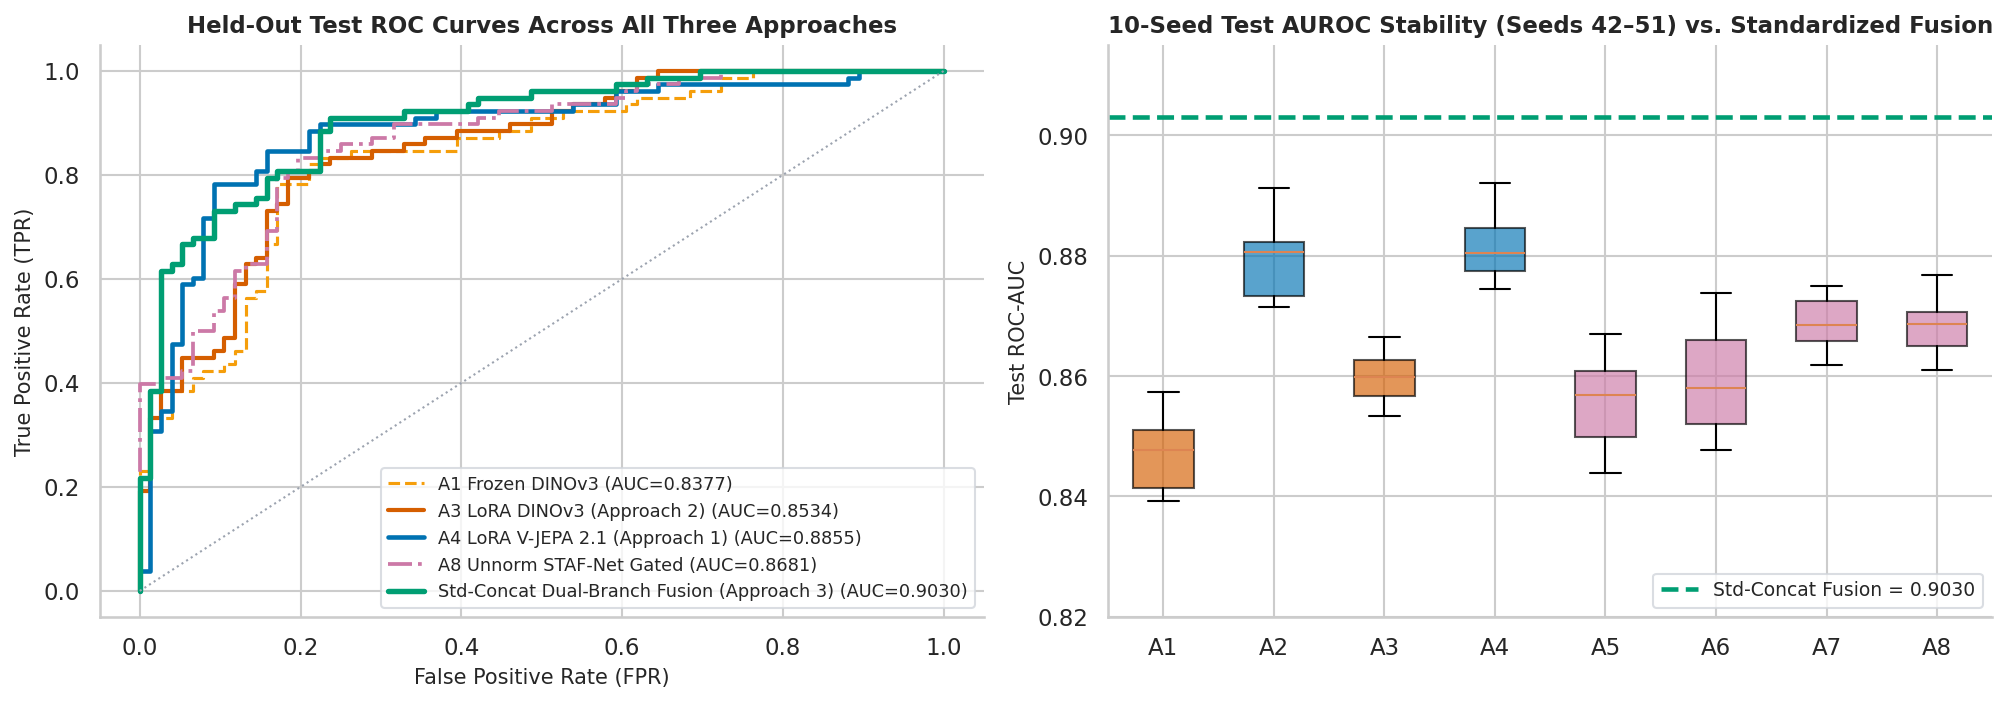 Held-Out Test ROC Curves Across All Three Approaches
True Positive Rate (TPR)
1.0
0.8
0.6
0.4
0.2
0.0
0.0 0.2 0.4 0.6 0.8 1.0
False Positive Rate (FPR)
A1 Frozen DINOv3 (AUC=0.8377)
A3 LoRA DINOv3 (Approach 2) (AUC=0.8534)
A4 LoRA V-JEPA 2.1 (Approach 1) (AUC=0.8855)
A8 Unnorm STAF-Net Gated (AUC=0.8681)
Std-Concat Dual-Branch Fusion (Approach 3) (AUC=0.9030)
10-Seed Test AUROC Stability (Seeds 42–51) vs. Standardized Fusion
Test ROC-AUC
0.90
0.88
0.86
0.84
0.82
A1 A2 A3 A4 A5 A6 A7 A8
Std-Concat Fusion = 0.9030